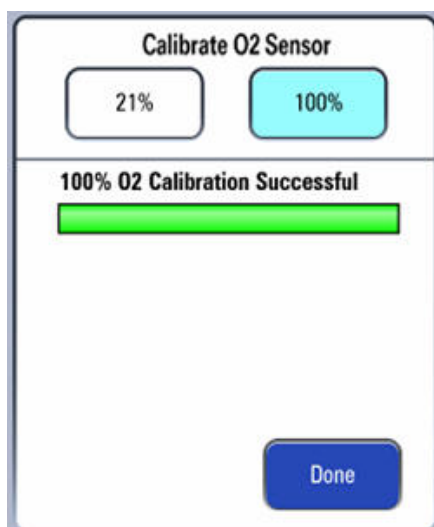 Calibrate O2 Sensor
21% 100%
100% O2 Calibration Successful
Done